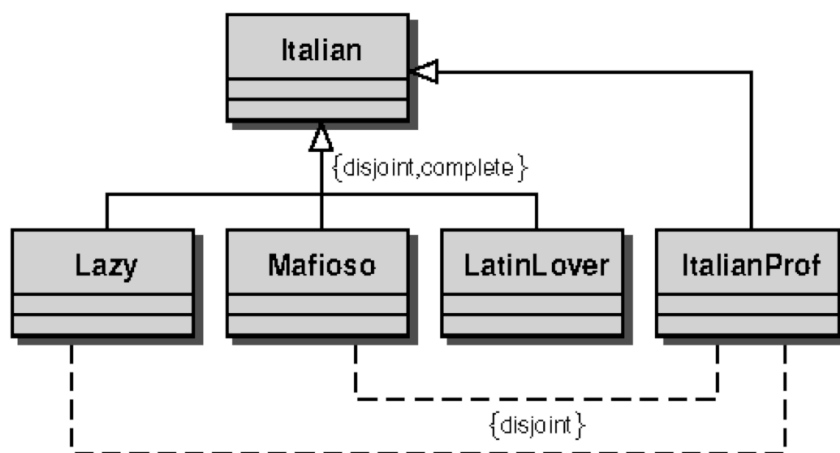 Italian
{disjoint,complete}
Lazy
Mafioso
LatinLover
ItalianProf
{disjoint}